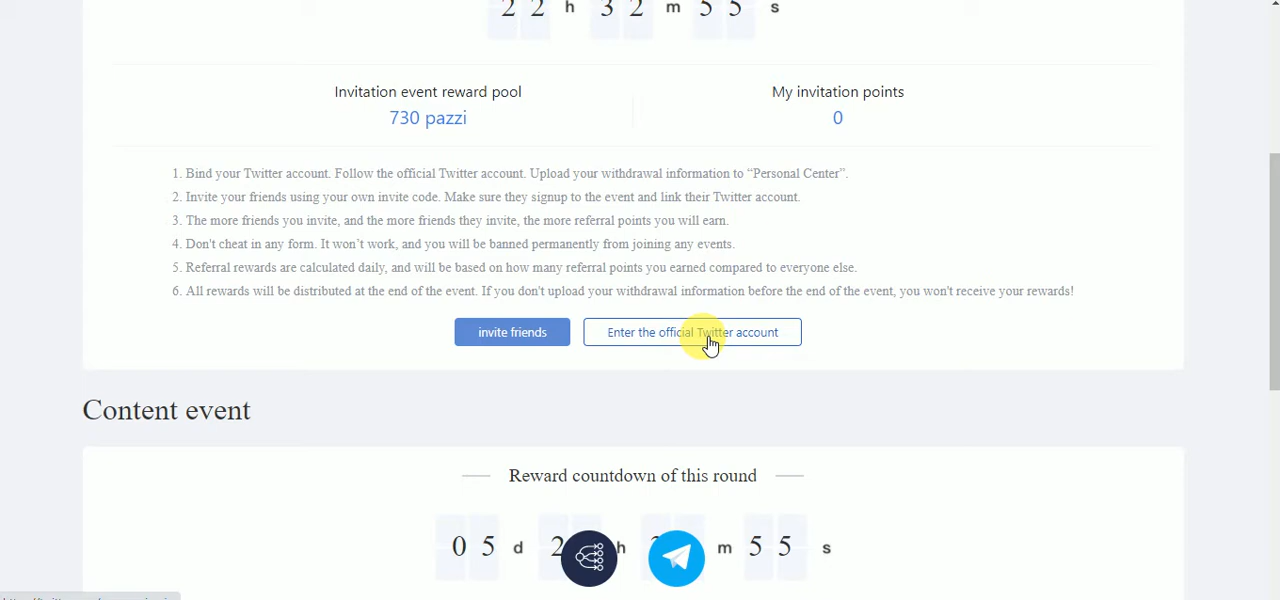 22 h 32 m 55 s
Invitation event reward pool
My invitation points
730 pazzi
0
1. Bind your Twitter account. Follow the official Twitter account. Upload your withdrawal information to “Personal Center”.
2. Invite your friends using your own invite code. Make sure they signup to the event and link their Twitter account.
3. The more friends you invite, and the more friends they invite, the more referral points you will earn.
4. Don't cheat in any form. It won’t work, and you will be banned permanently from joining any events.
5. Referral rewards are calculated daily, and will be based on how many referral points you earned compared to everyone else.
6. All rewards will be distributed at the end of the event. If you don't upload your withdrawal information before the end of the event, you won't receive your rewards!
invite friends
Enter the official Twitter account
Content event
Reward countdown of this round
05 d 2 h m 55 s